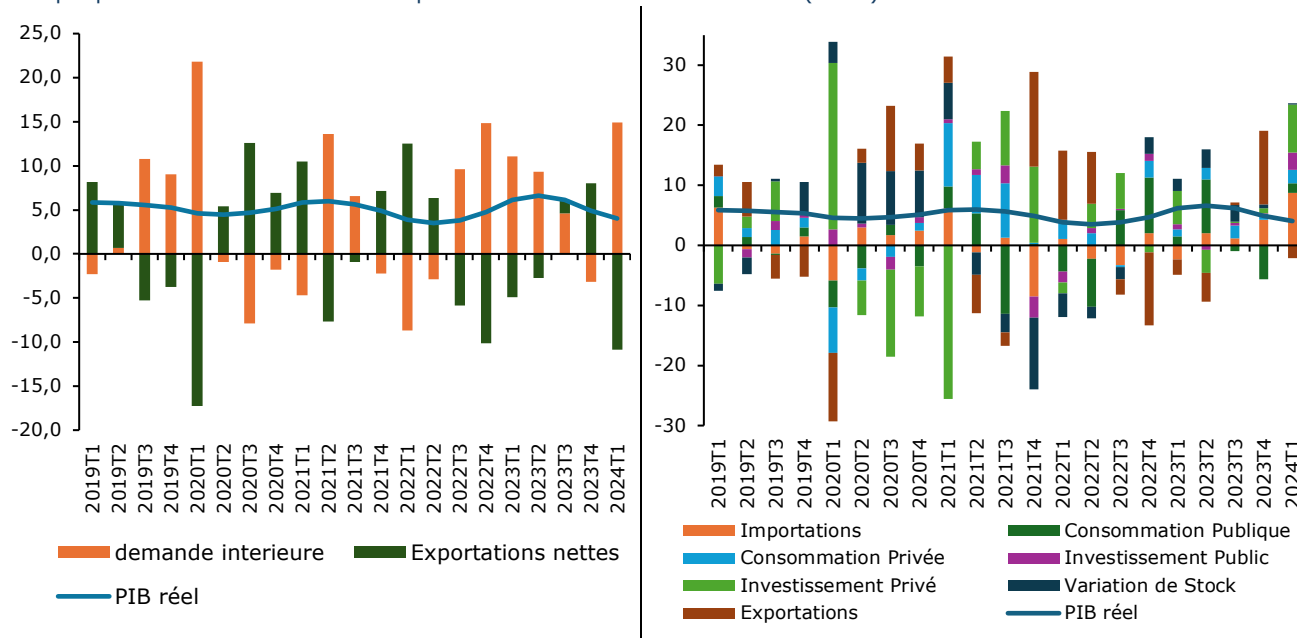 25,0
20,0
15,0
10,0
5,0
0,0
-5,0
-10,0
-15,0
-20,0
2019T1
2019T2
2019T3
2019T4
2020T1
2020T2
2020T3
2020T4
2021T1
2021T2
2021T3
2021T4
2022T1
2022T2
2022T3
2022T4
2023T1
2023T2
2023T3
2023T4
2024T1
demande interieure
Exportations nettes
PIB réel
30
20
10
0
-10
-20
-30
2019T1
2019T2
2019T3
2019T4
2020T1
2020T2
2020T3
2020T4
2021T1
2021T2
2021T3
2021T4
2022T1
2022T2
2022T3
2022T4
2023T1
2023T2
2023T3
2023T4
2024T1
Importations
Consommation Publique
Consommation Privée
Investissement Public
Investissement Privé
Variation de Stock
Exportations
PIB réel